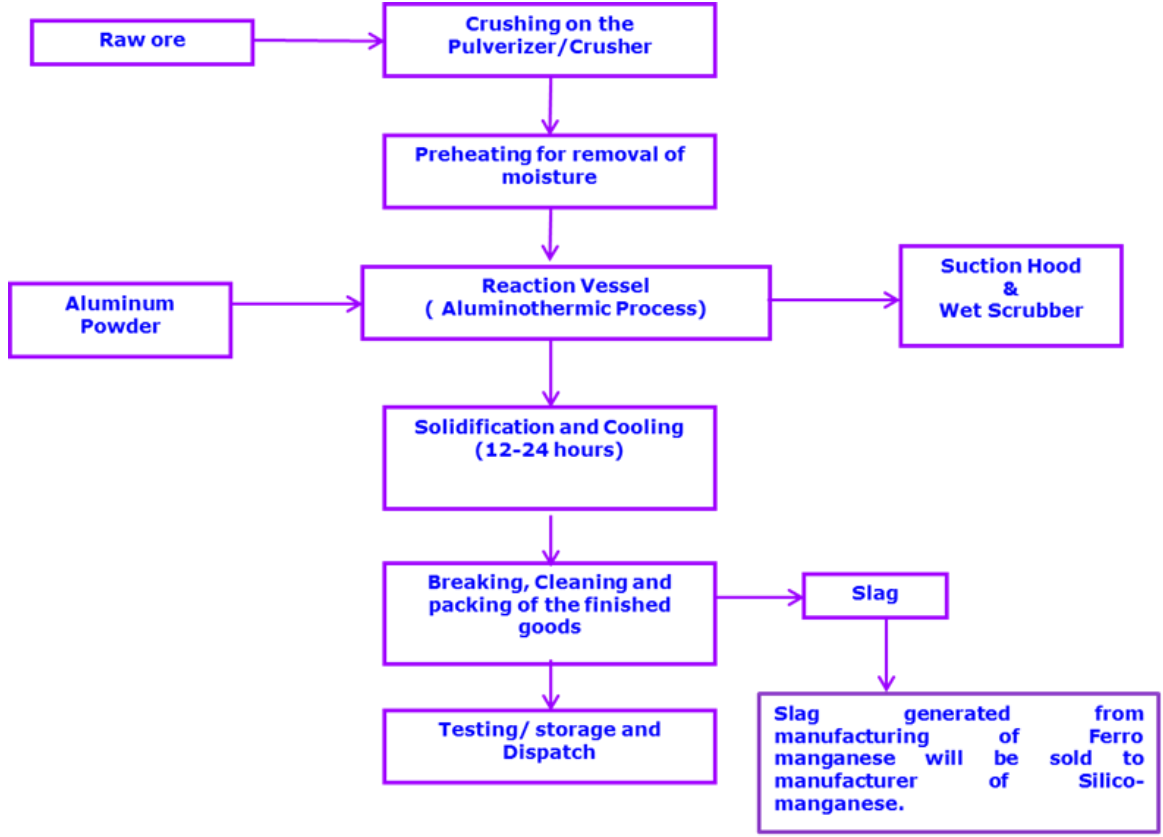 Raw ore
Crushing on the
Pulverizer/Crusher
Preheating for removal of
moisture
Aluminum
Powder
Reaction Vessel
( Aluminothermic Process)
Suction Hood
&
Wet Scrubber
Solidification and Cooling
(12-24 hours)
Breaking, Cleaning and
packing of the finished
goods
Slag
Testing/ storage and
Dispatch
Slag generated from
manufacturing of Ferro
manganese will be sold to
manufacturer of Silico-
manganese.